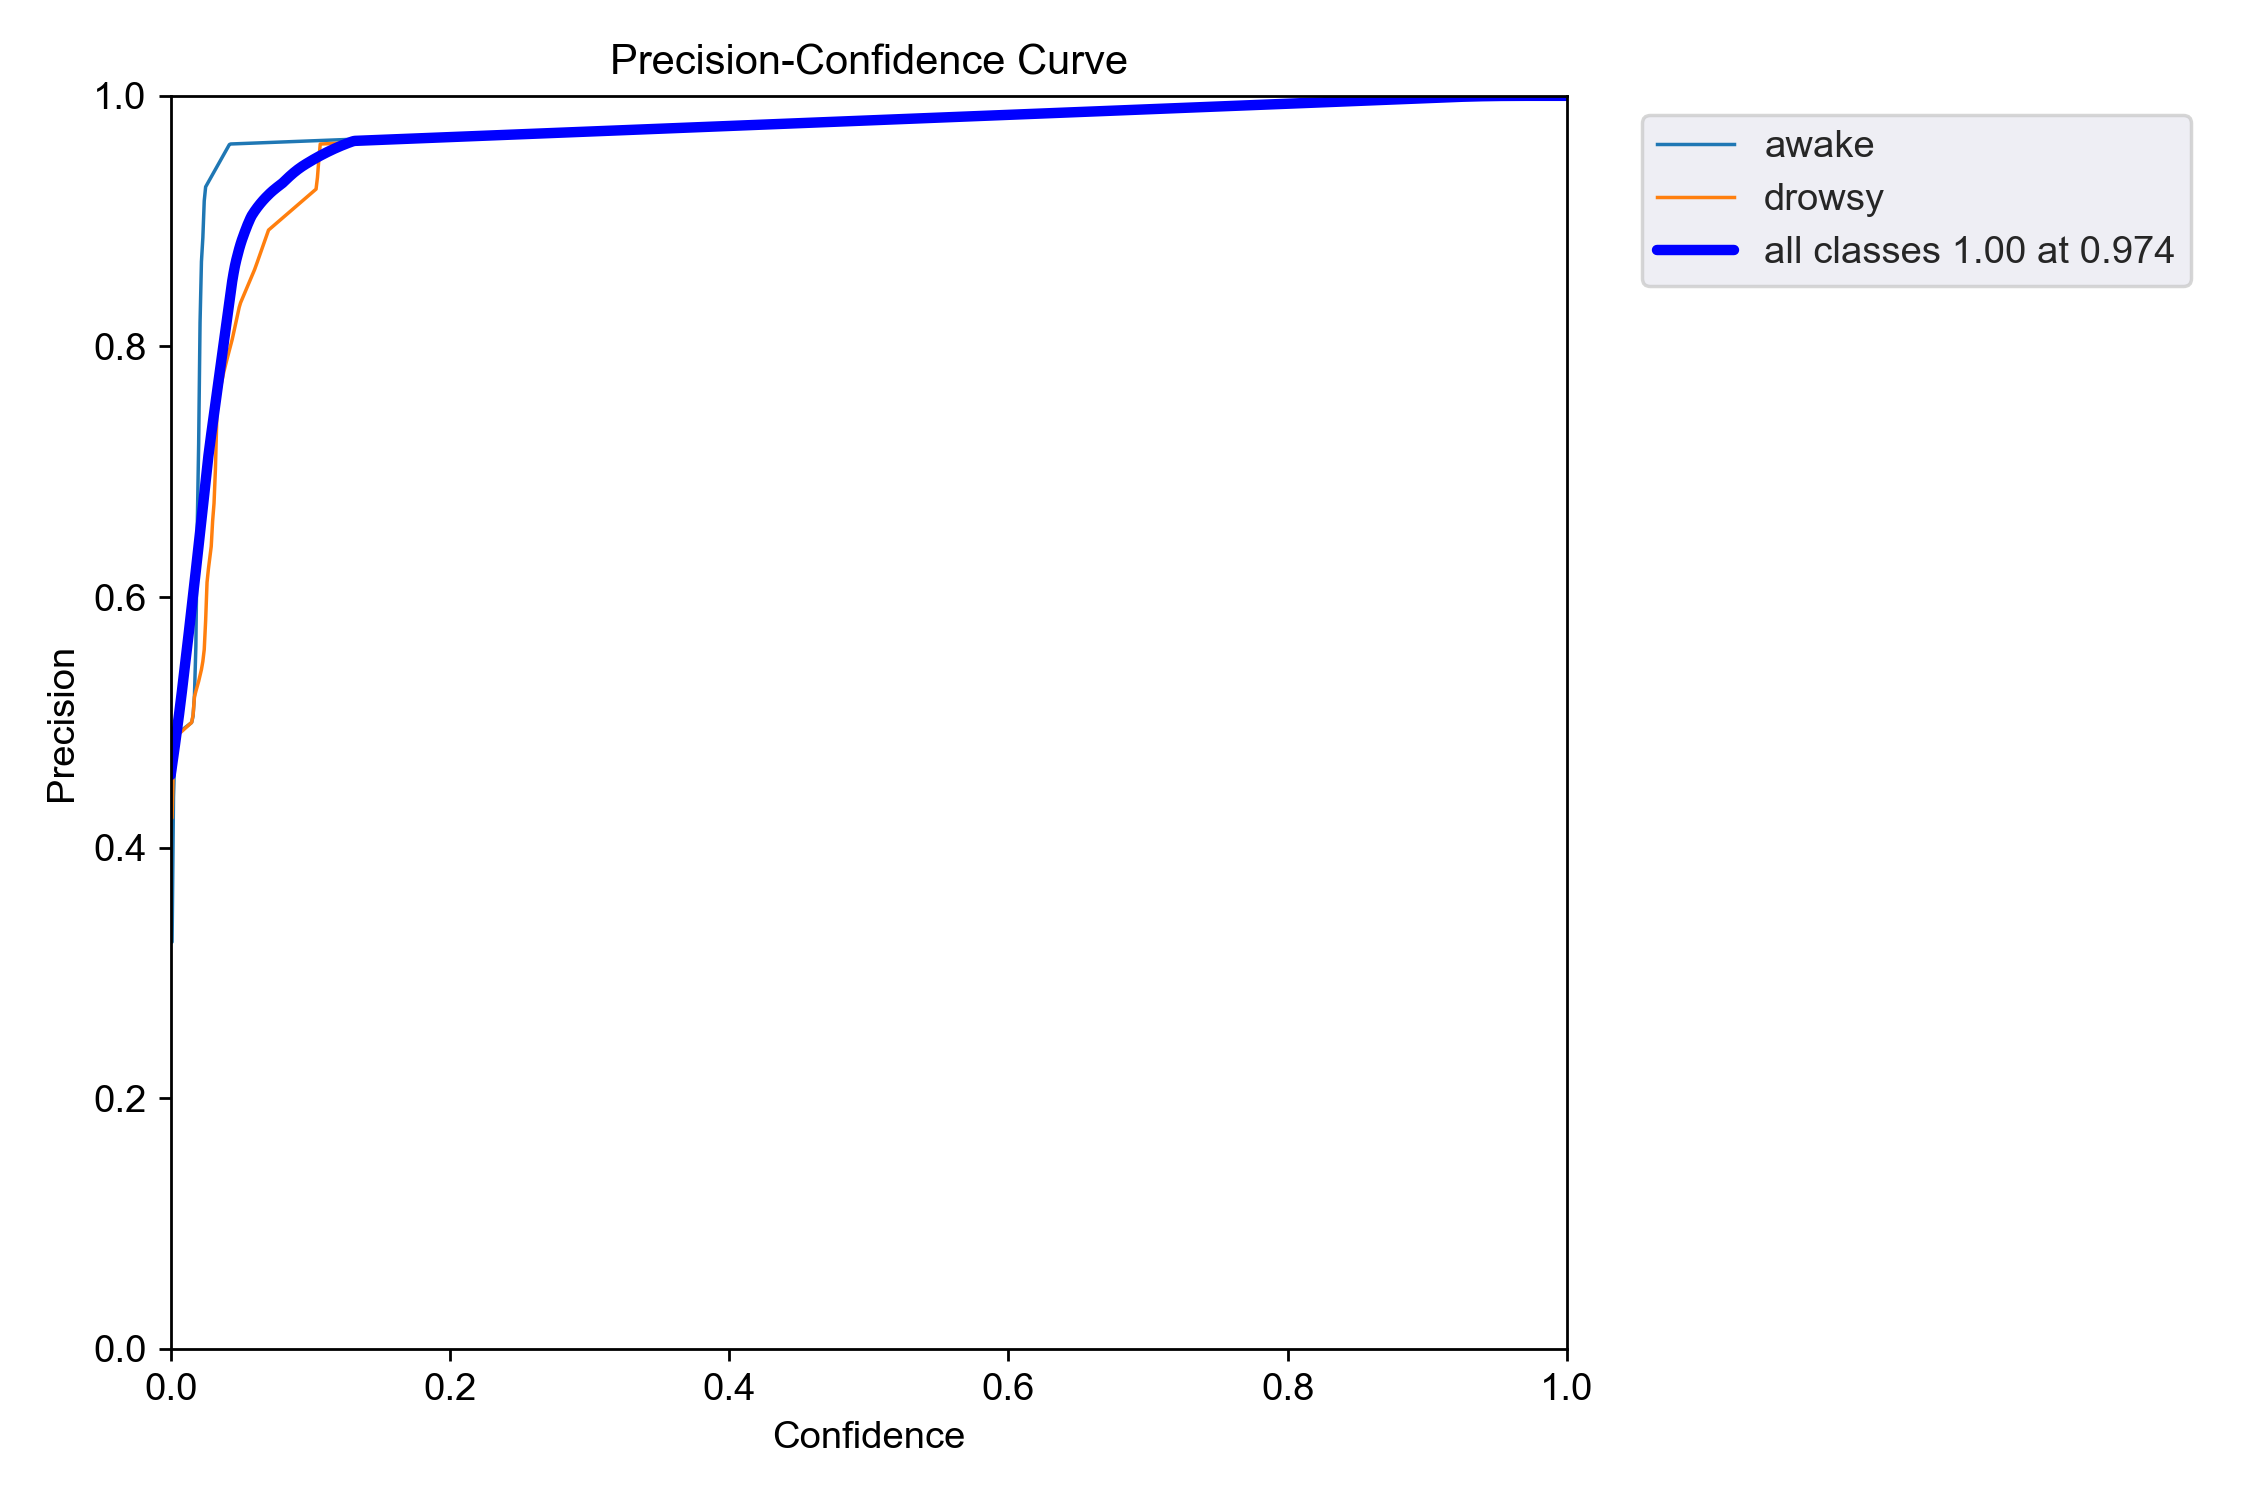 Precision-Confidence Curve
1.0
0.8
0.6
0.4
0.2
0.0
Precision
0.0 0.2 0.4 0.6 0.8 1.0
Confidence
awake
drowsy
all classes 1.00 at 0.974